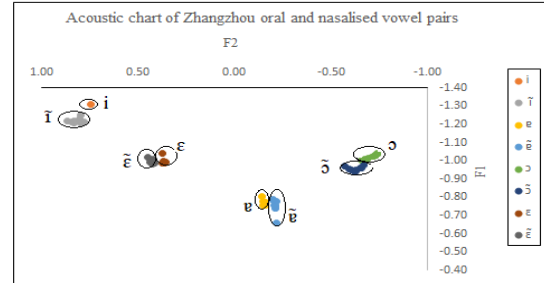 Acoustic chart of Zhangzhou oral and nasalised vowel pairs
F2
1.00 0.50 0.00 -0.50 -1.00
-1.40
-1.30
-1.20
-1.10
-1.00
-0.90
-0.80
-0.70
-0.60
-0.50
-0.40
F1
i
ĩ
ɛ
ɛ̃
ɔ
ɔ̃
ɐ
ɐ̃
i
ĩ
ɐ
ɐ̃
ɔ
ɔ̃
ɛ
ɛ̃